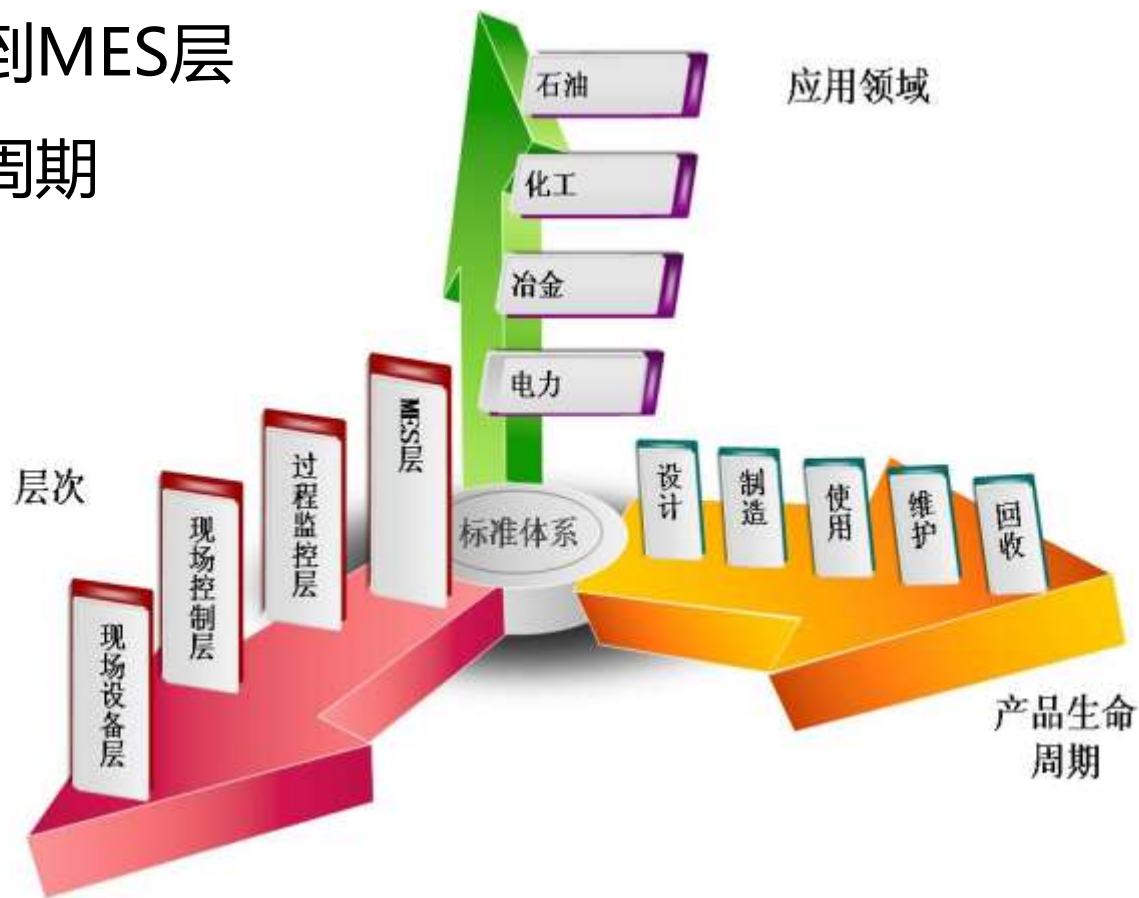 到MES层
周期
应用领域
石油
化工
冶金
电力
层次
MES层
过程监控层
现场控制层
现场设备层
标准体系
设计
制造
使用
维护
回收
产品生命
周期